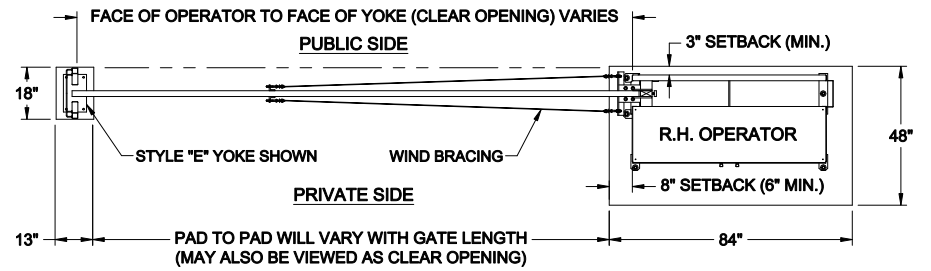 FACE OF OPERATOR TO FACE OF YOKE (CLEAR OPENING) VARIES
PUBLIC SIDE
3" SETBACK (MIN.)
18"
R.H. OPERATOR
48"
STYLE "E" YOKE SHOWN
WIND BRACING
8" SETBACK (6" MIN.)
PRIVATE SIDE
13"
PAD TO PAD WILL VARY WITH GATE LENGTH
(MAY ALSO BE VIEWED AS CLEAR OPENING)
84"